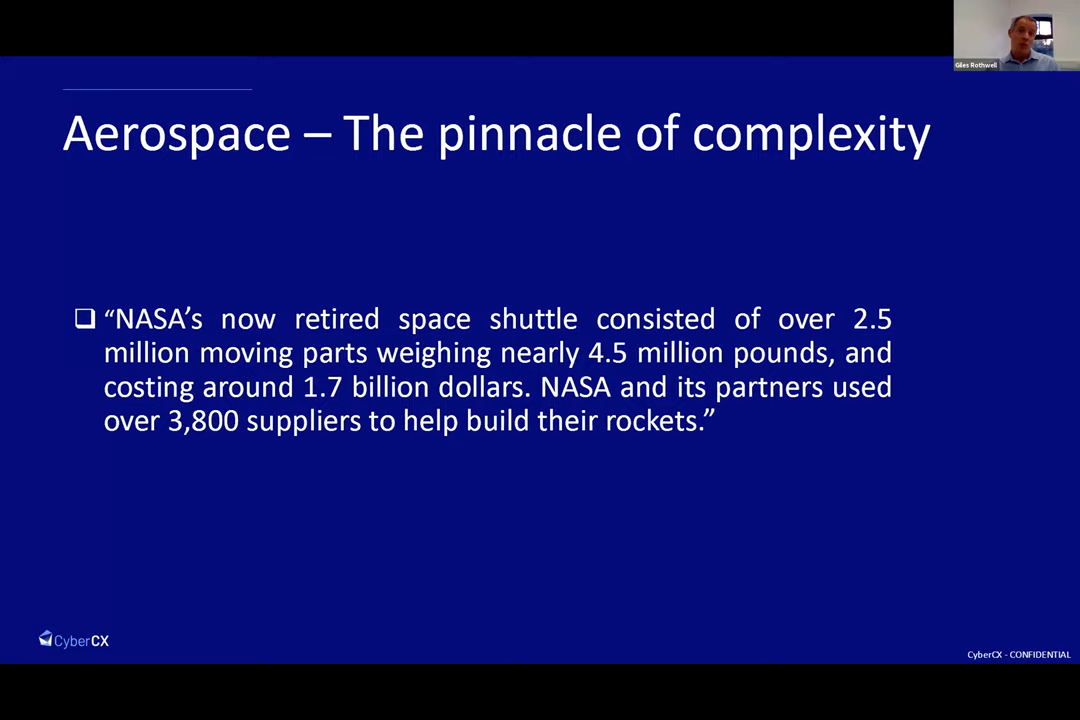 Giles Rothwell
Aerospace – The pinnacle of complexity
“NASA’s now retired space shuttle consisted of over 2.5
million moving parts weighing nearly 4.5 million pounds, and
costing around 1.7 billion dollars. NASA and its partners used
over 3,800 suppliers to help build their rockets.”
CyberCX
CyberCX - CONFIDENTIAL